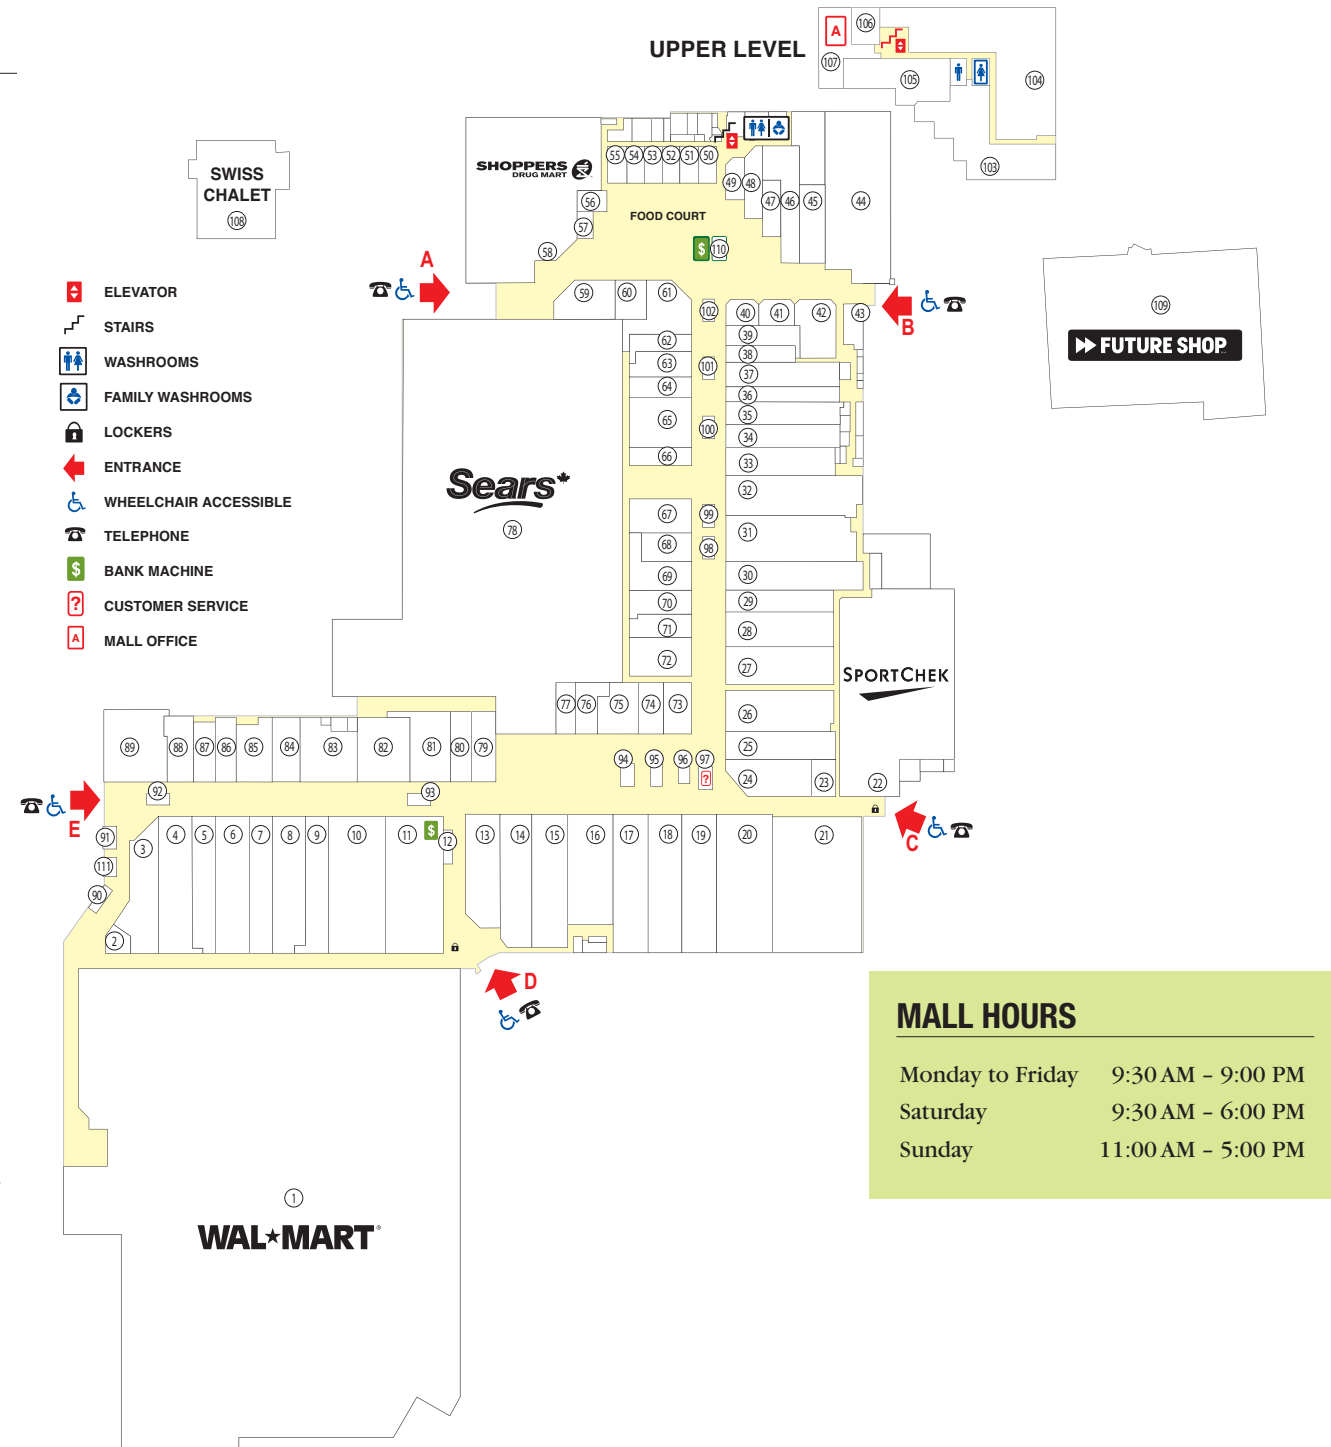 UPPER LEVEL
A
106
107
105
104
103
SWISS
CHALET
108
SHOPPERS
DRUG MART
55 54 53 52 51 50
49 48 47 46 45 44
56
57
58
FOOD COURT
$ 110
A
B
59 60 61
102
40 41 42 43
109
FUTURE SHOP
ELEVATOR
STAIRS
WASHROOMS
FAMILY WASHROOMS
LOCKERS
ENTRANCE
WHEELCHAIR ACCESSIBLE
TELEPHONE
$ BANK MACHINE
? CUSTOMER SERVICE
A MALL OFFICE
62
63
64
65
66
101
100
39
38
37
36
35
34
33
32
31
30
29
28
27
26
25
24 23 22
Sears
78
67
68
69
70
71
72
99
98
SPORTCHEK
77 76 75 74 73
94 95 96 97
?
89 88 87 86 85 84 83 82 81 80 79
92 93
E
C
91
111
90
2
3 4 5 6 7 8 9 10 11 $ 12 13 14 15 16 17 18 19 20 21
D
1
WAL★MART®
MALL HOURS
Monday to Friday 9:30 AM – 9:00 PM
Saturday 9:30 AM – 6:00 PM
Sunday 11:00 AM – 5:00 PM